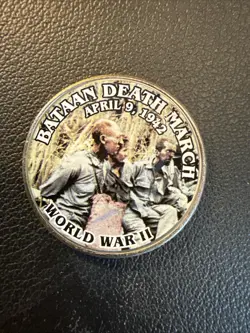 BATAAN DEATH MARCH
APRIL 9, 1942
WORLD WAR II